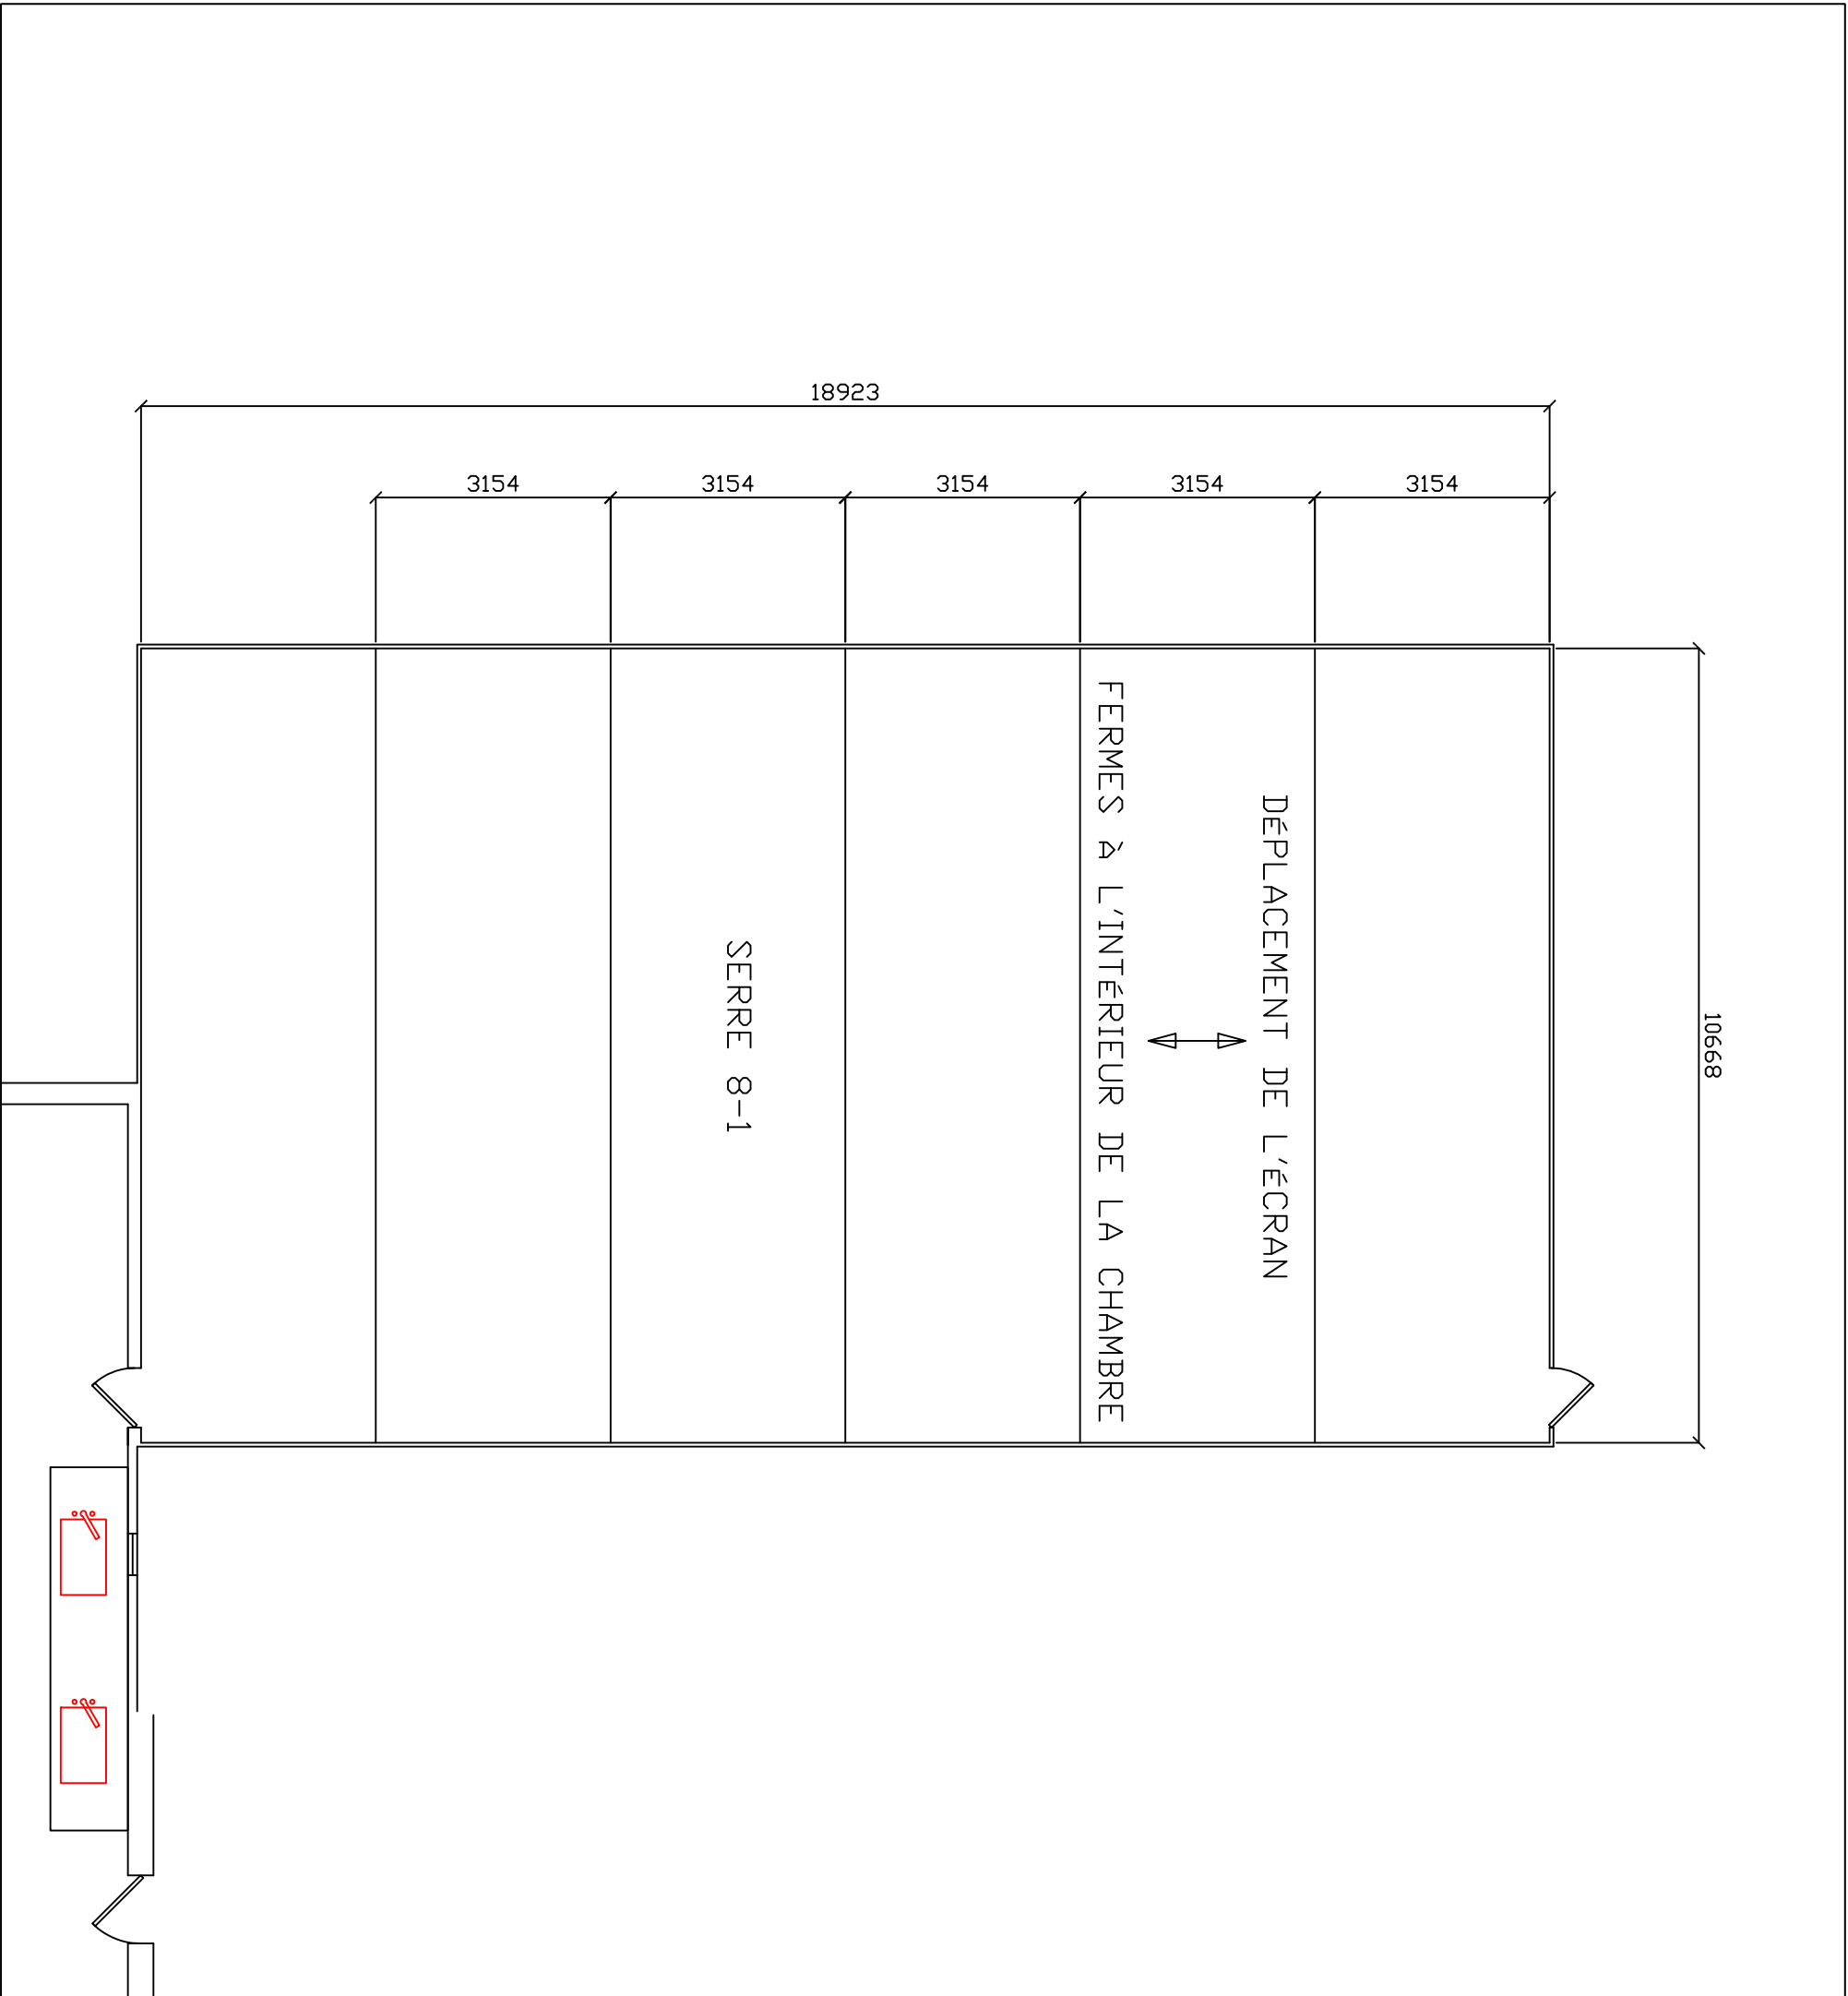 18923
3154
3154
3154
3154
3154
10668
DÉPLACEMENT DE L'ÉCRAN
FERMES À L'INTÉRIEUR DE LA CHAMBRE
SERRE 8-1